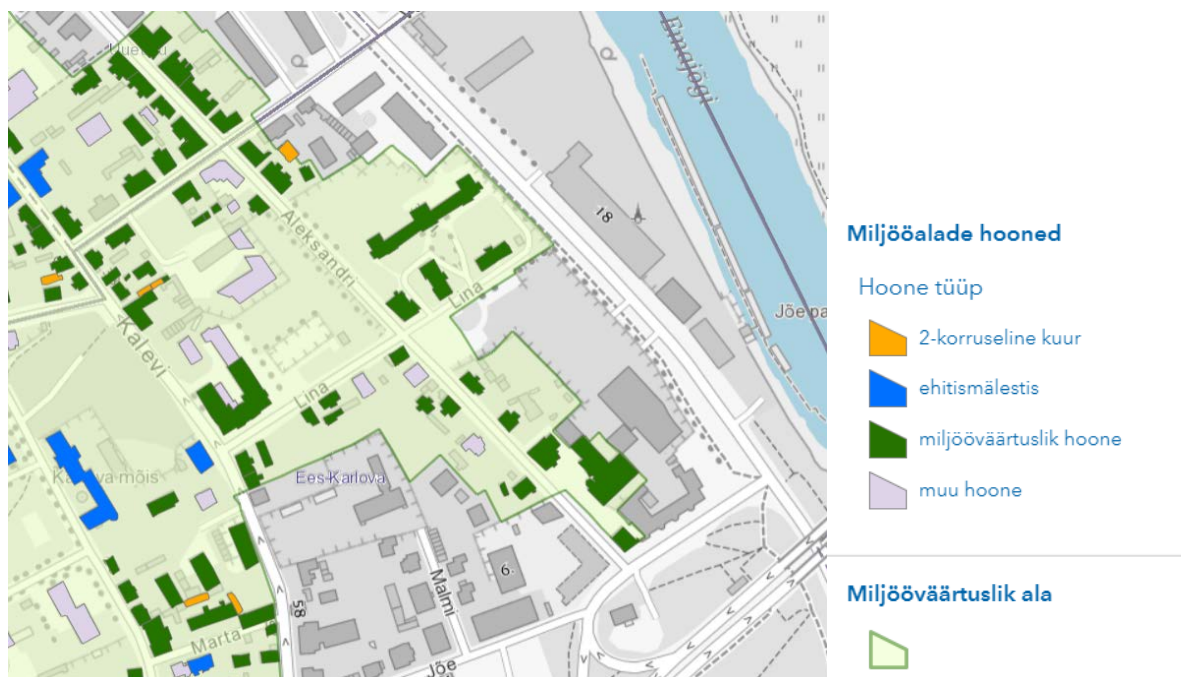 Emajõgi
Aleksandri
18
Lina
Jõe pa
Kalevi
Lina
Ees-Karlova
mõis
6
Malmi
58
Marta
Jõe
Miljööalade hooned
Hoone tüüp
2-korruseline kuur
ehitismälestis
miljööväärtuslik hoone
muu hoone
Miljööväärtuslik ala